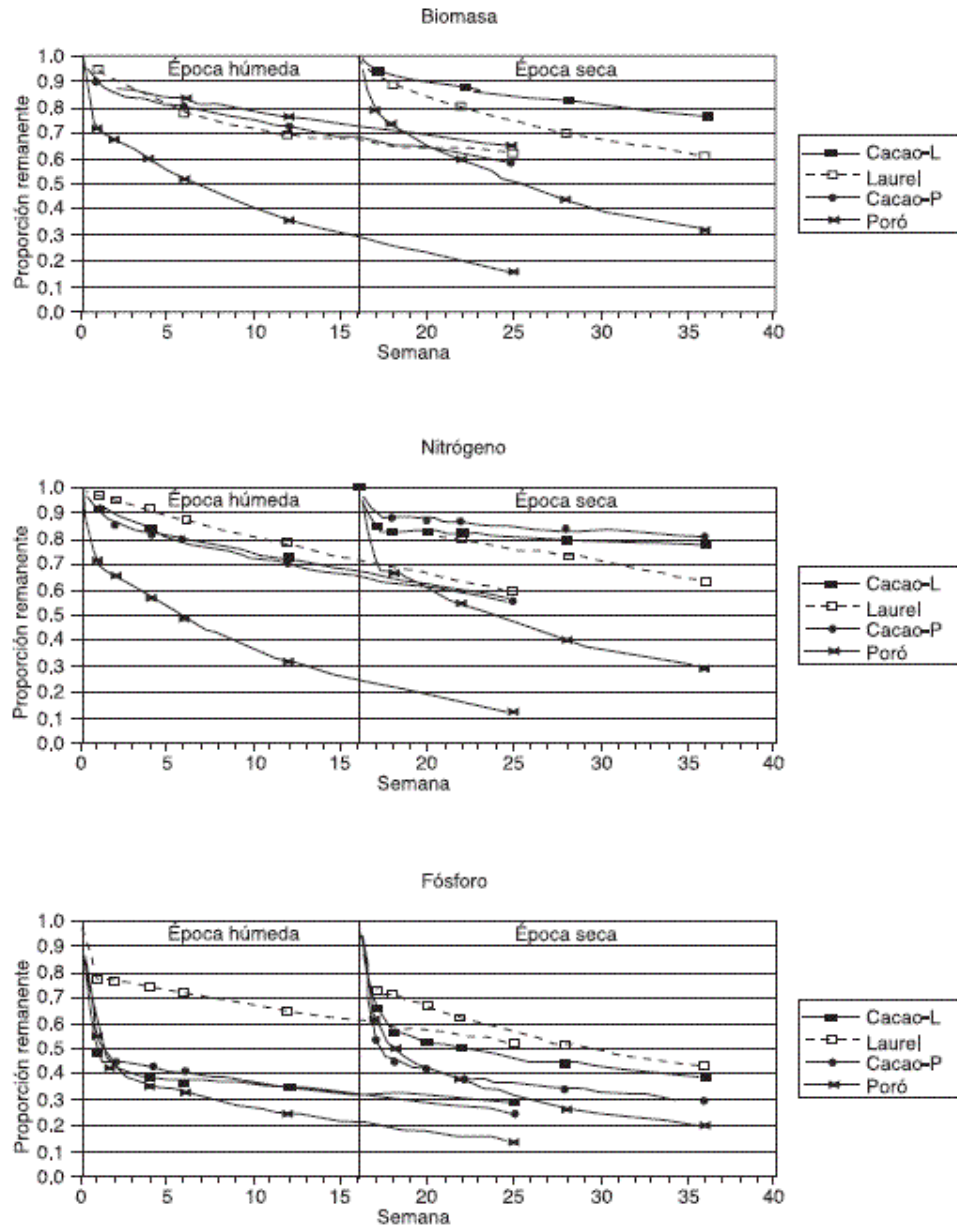 Biomasa
Época húmeda Época seca
Proporción remanente
1,0
0,9
0,8
0,7
0,6
0,5
0,4
0,3
0,2
0,1
0,0
0 5 10 15 20 25 30 35 40
Semana
Cacao-L
Laurel
Cacao-P
Poró
Nitrógeno
Época húmeda Época seca
Proporción remanente
1,0
0,9
0,8
0,7
0,6
0,5
0,4
0,3
0,2
0,1
0,0
0 5 10 15 20 25 30 35 40
Semana
Cacao-L
Laurel
Cacao-P
Poró
Fósforo
Época húmeda Época seca
Proporción remanente
1,0
0,9
0,8
0,7
0,6
0,5
0,4
0,3
0,2
0,1
0,0
0 5 10 15 20 25 30 35 40
Semana
Cacao-L
Laurel
Cacao-P
Poró